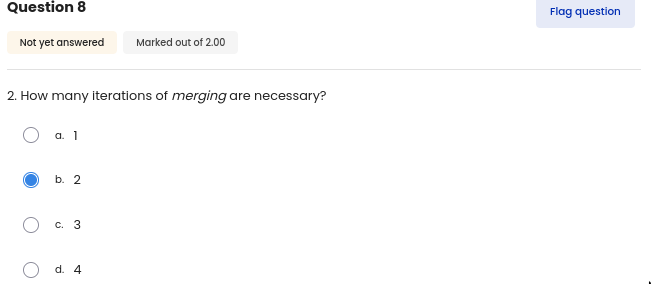 Question 8
Flag question
Not yet answered
Marked out of 2.00
2. How many iterations of merging are necessary?
a. 1
b. 2
c. 3
d. 4